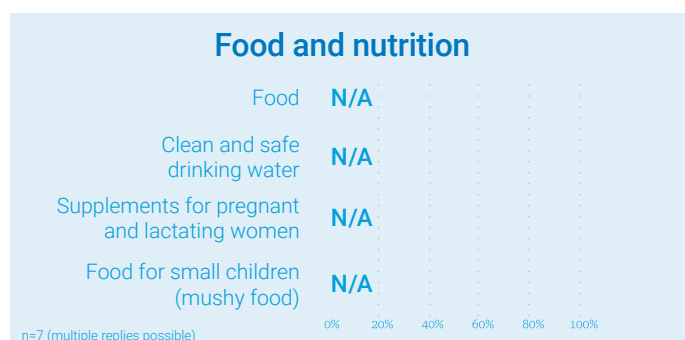 Food and nutrition
Food N/A
Clean and safe
drinking water N/A
Supplements for pregnant
and lactating women N/A
Food for small children
(mushy food) N/A
0% 20% 40% 60% 80% 100%
n=7 (multiple replies possible)